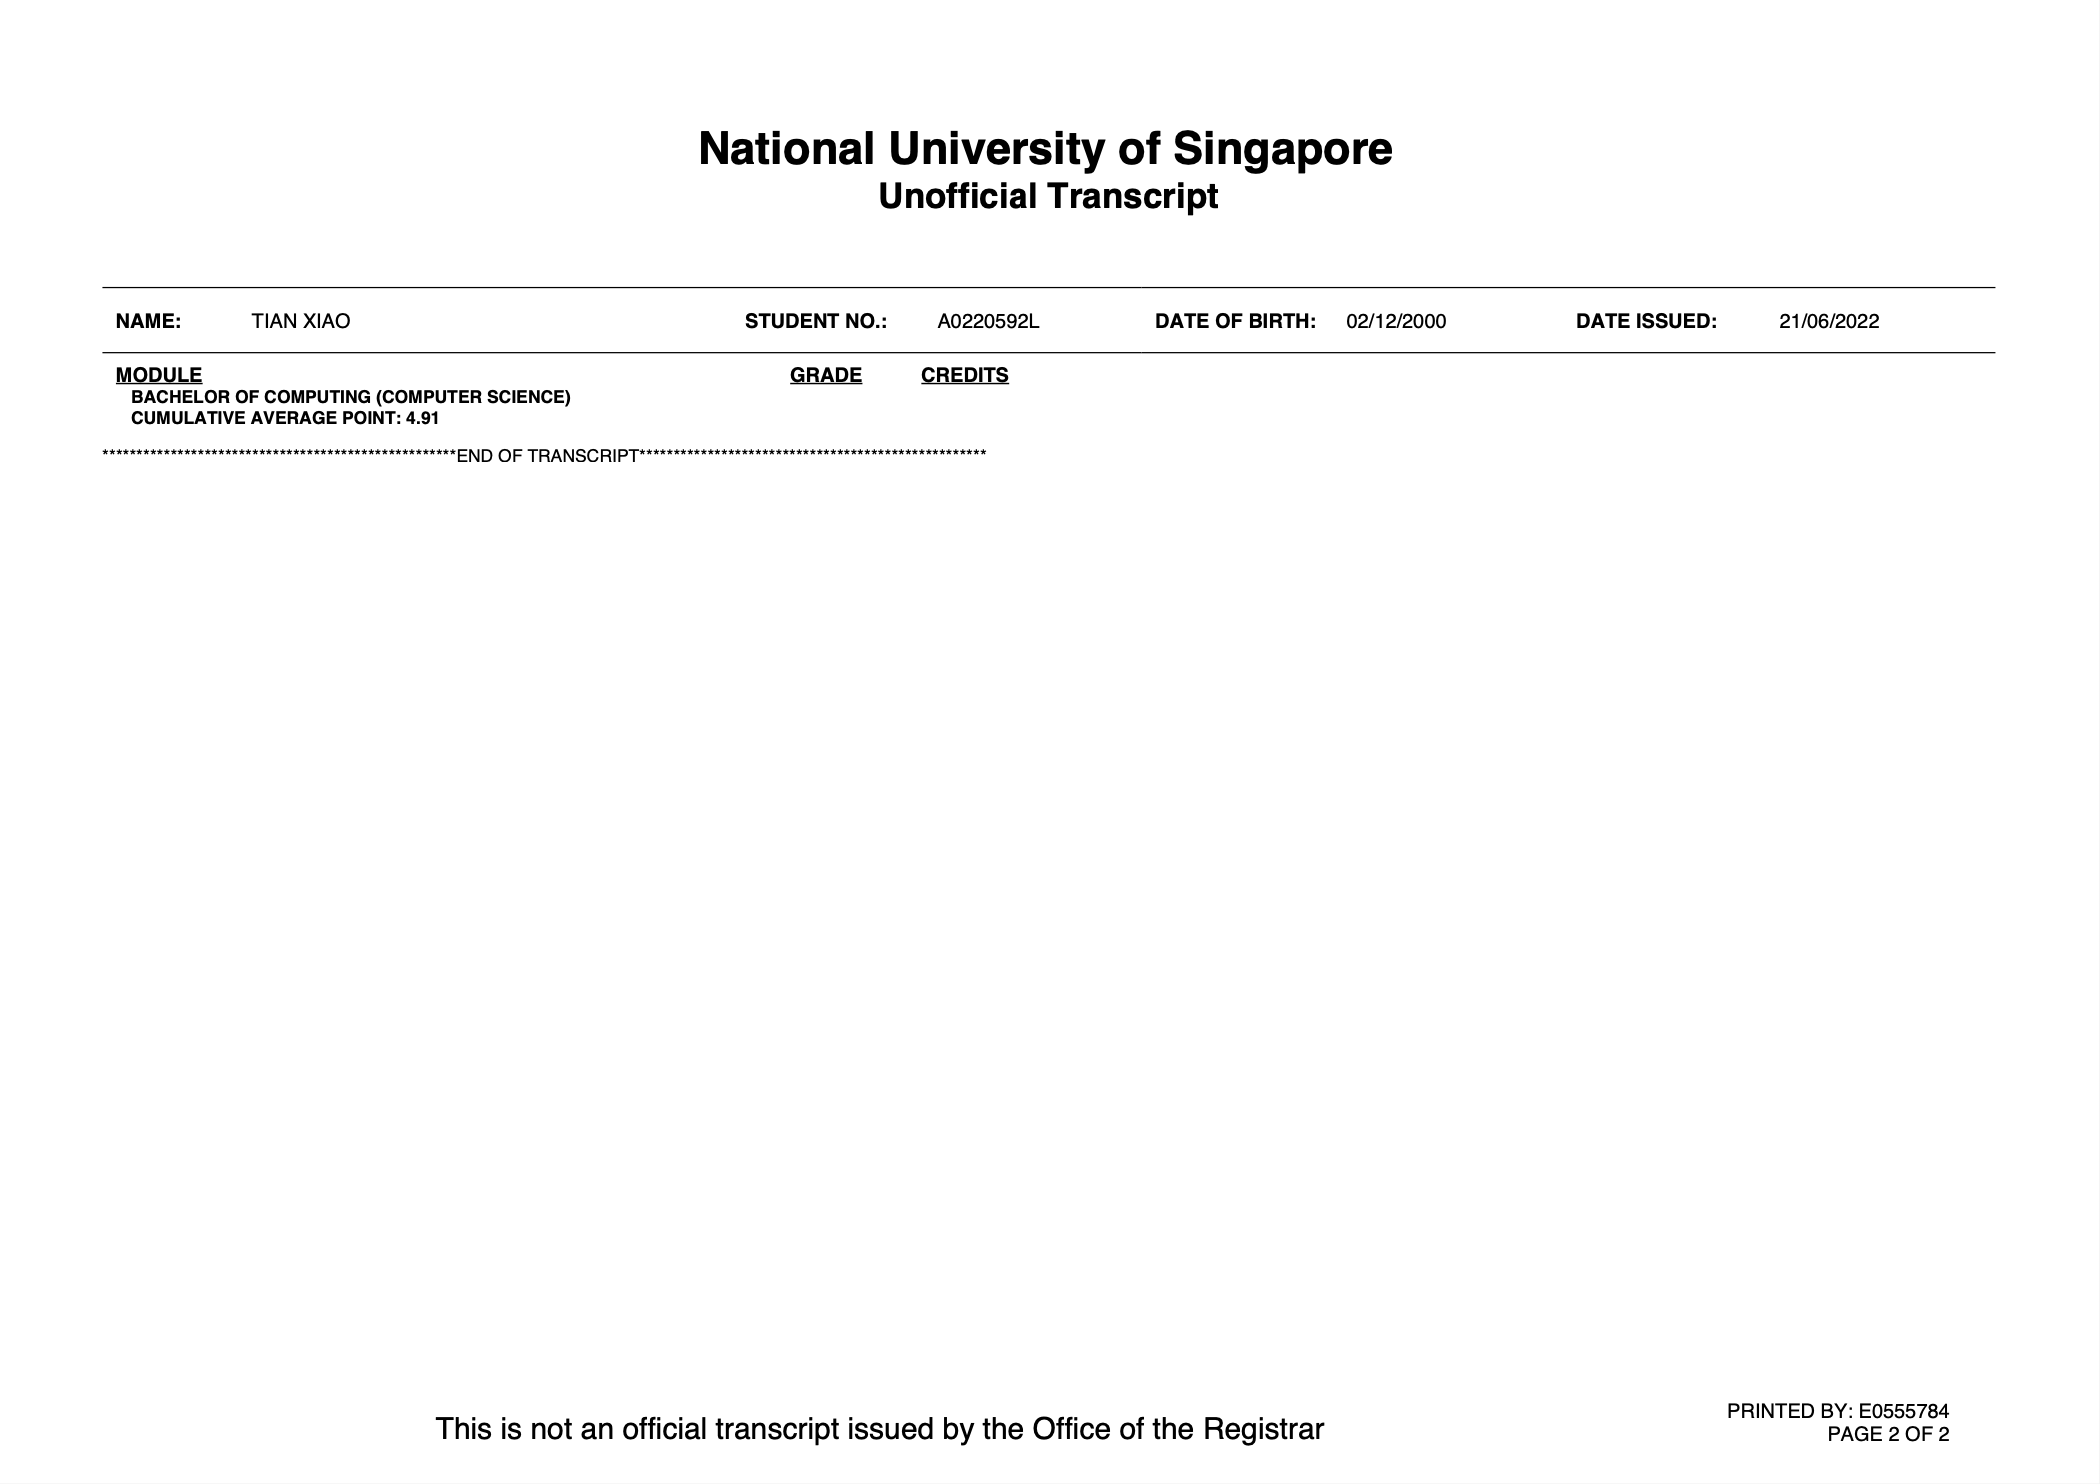 National University of Singapore
Unofficial Transcript
NAME: TIAN XIAO STUDENT NO.: A0220592L DATE OF BIRTH: 02/12/2000 DATE ISSUED: 21/06/2022
MODULE GRADE CREDITS
BACHELOR OF COMPUTING (COMPUTER SCIENCE)
CUMULATIVE AVERAGE POINT: 4.91
****************************************************END OF TRANSCRIPT***************************************************
This is not an official transcript issued by the Office of the Registrar
PRINTED BY: E0555784
PAGE 2 OF 2